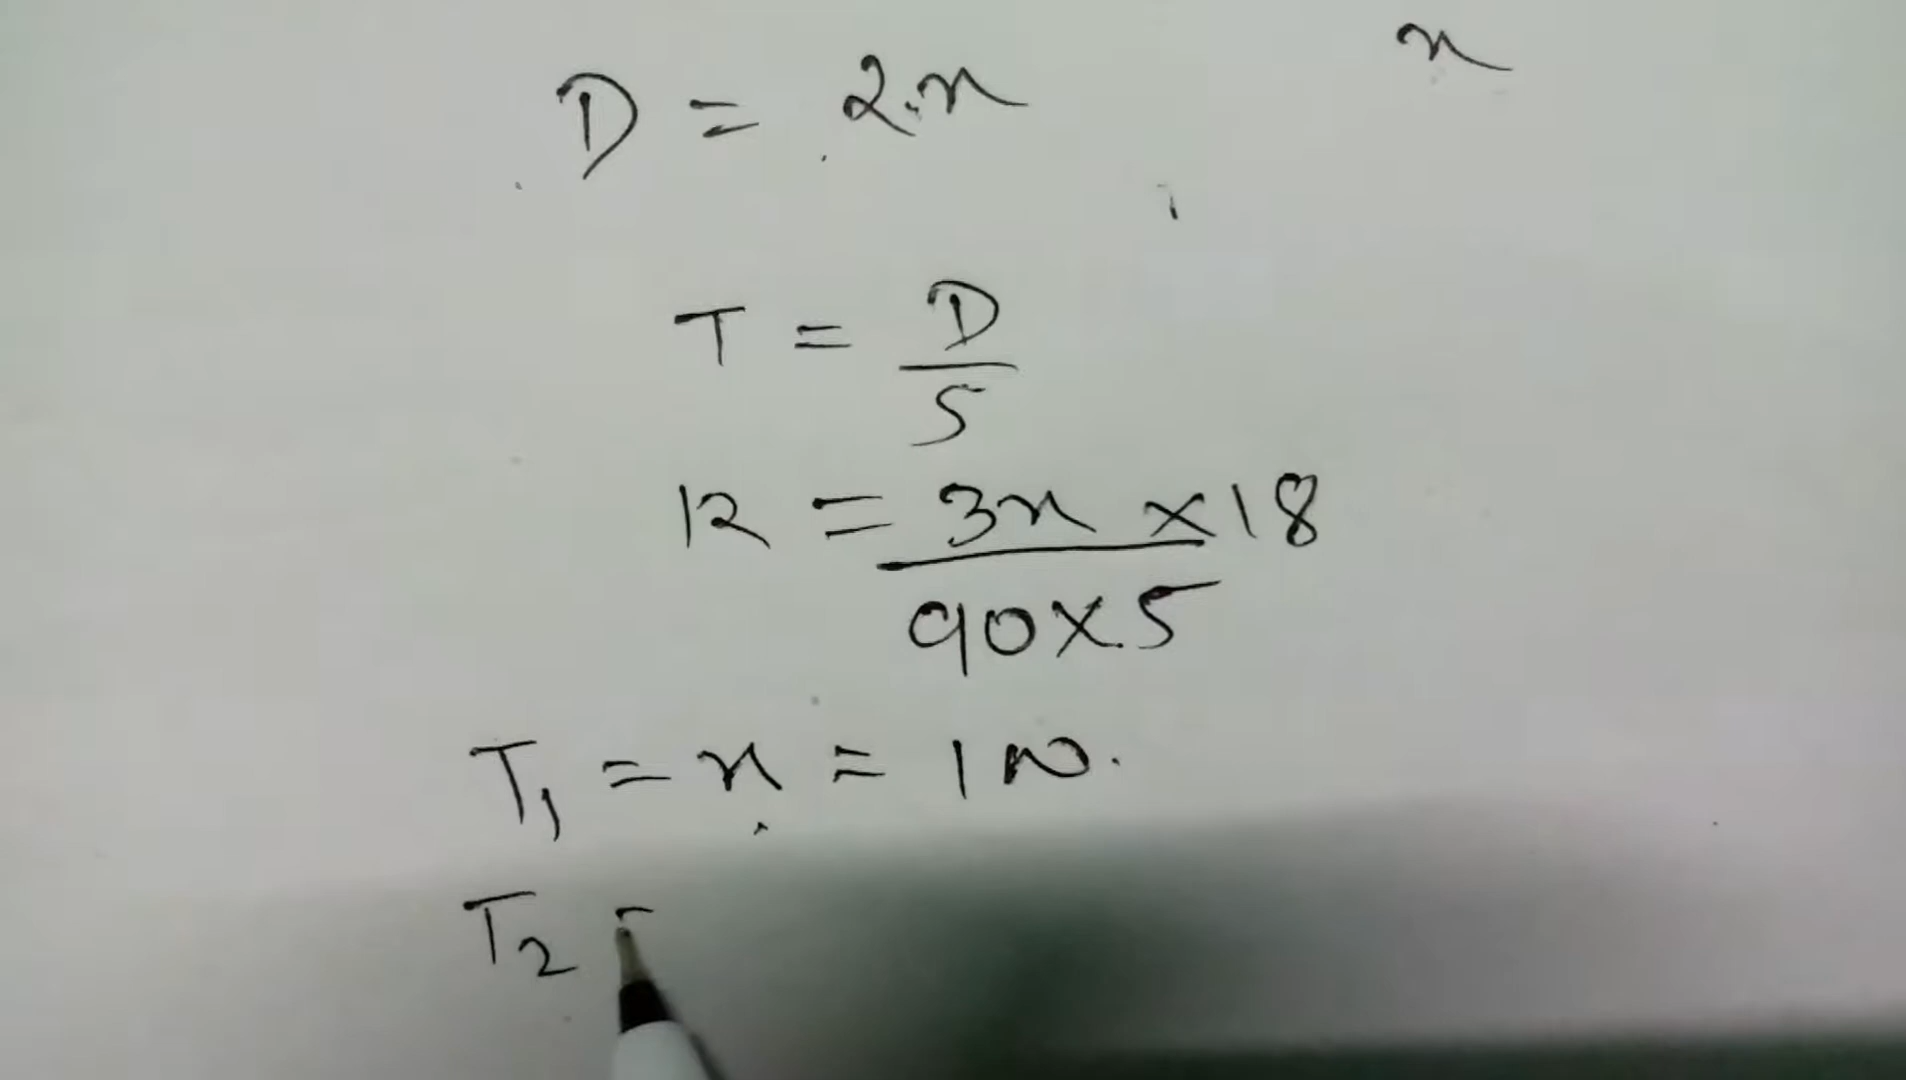 x
D = 2x
T = D/S
12 = 3x × 18 / 90 × 5
T₁ = x = 100.
T₂ =